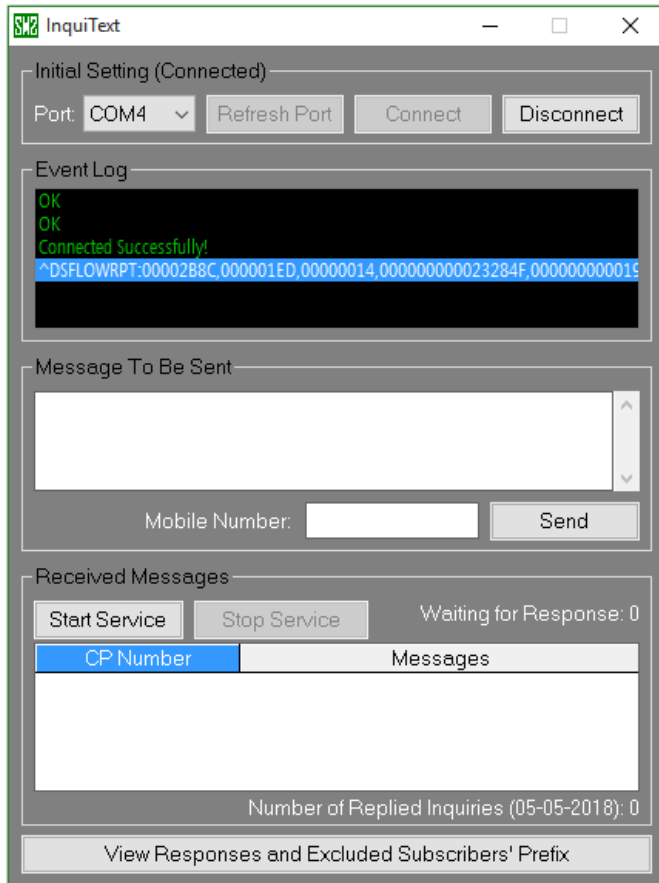 SMS InquiText
Initial Setting (Connected)
Port: COM4 Refresh Port Connect Disconnect
Event Log
OK
OK
Connected Successfully!
^DSFLOWRPT:00002B8C,000001ED,00000014,000000000023284F,000000000019
Message To Be Sent
Mobile Number: Send
Received Messages
Start Service Stop Service Waiting for Response: 0
CP Number Messages
Number of Replied Inquiries (05-05-2018): 0
View Responses and Excluded Subscribers' Prefix